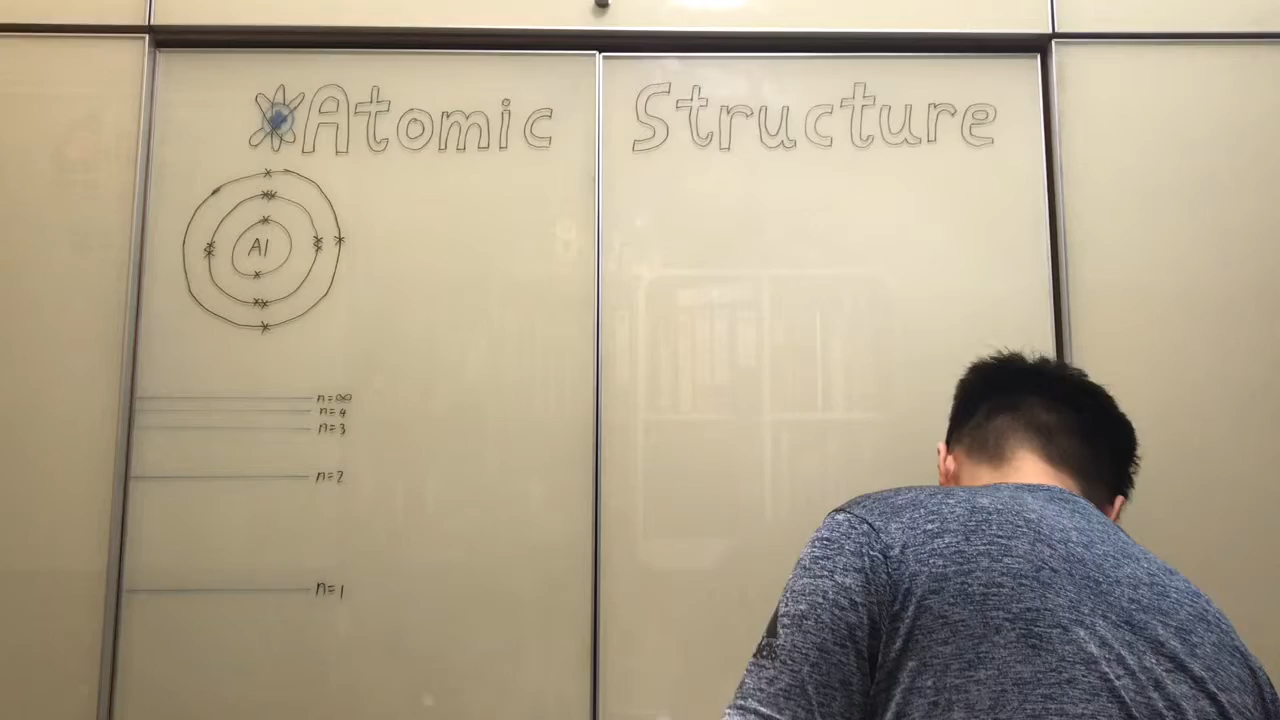 Atomic Structure
Al
n=∞
n=4
n=3
n=2
n=1